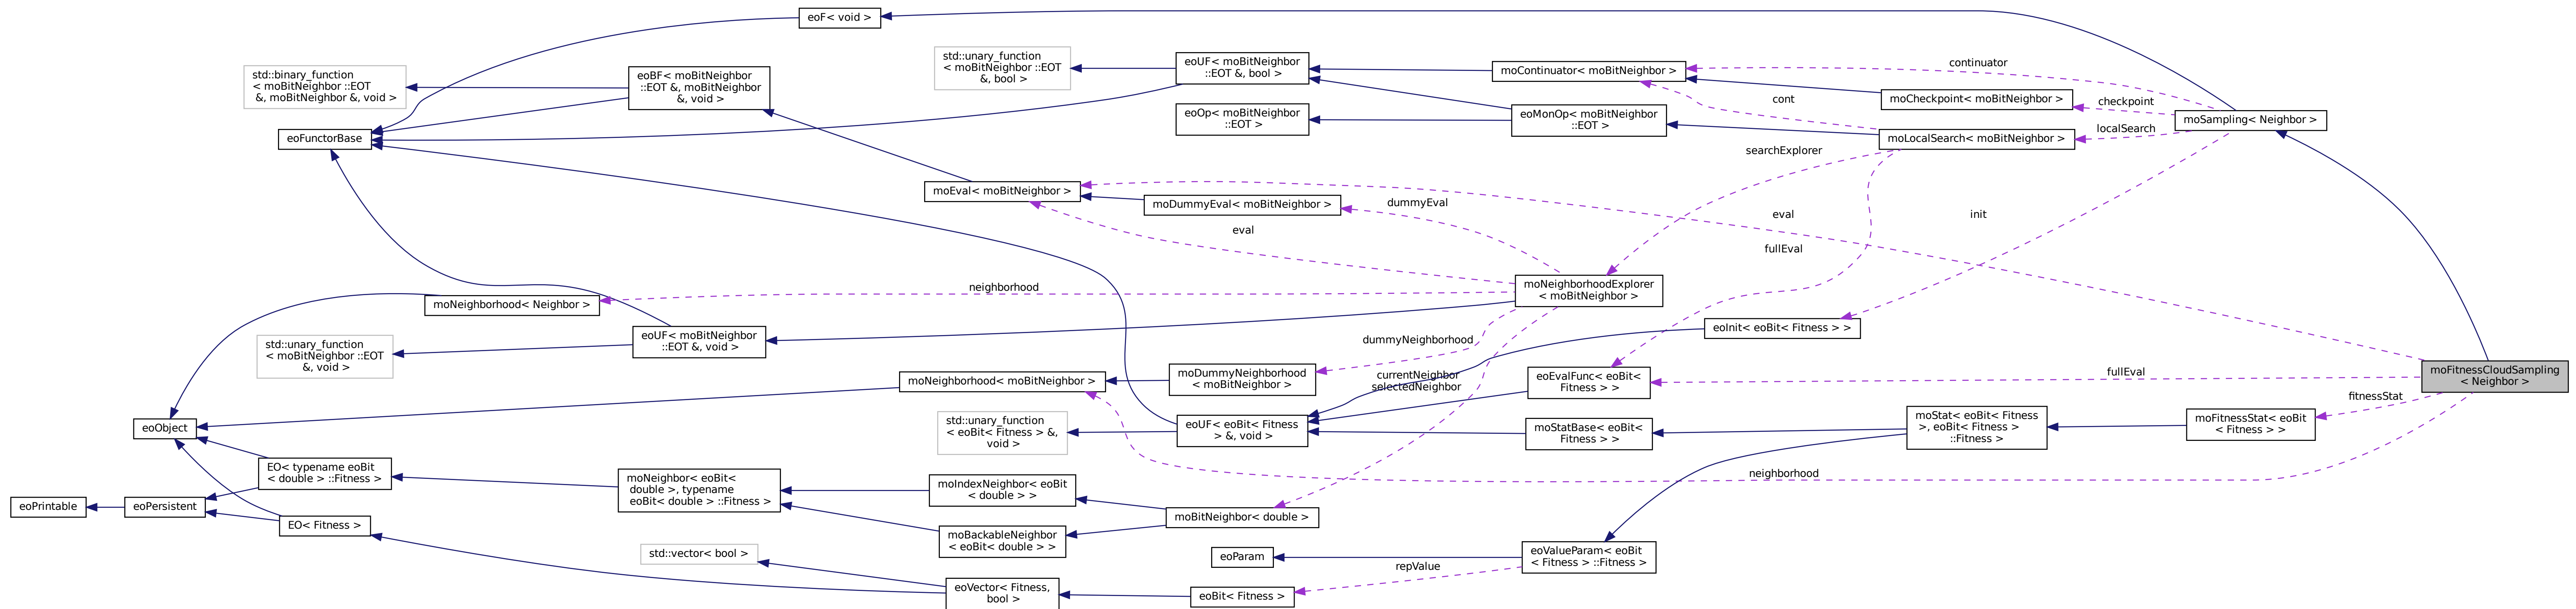 eoF< void >
std::unary_function
< moBitNeighbor ::EOT
&, bool >
eoUF< moBitNeighbor
::EOT &, bool >
moContinuator< moBitNeighbor >
continuator
std::binary_function
< moBitNeighbor ::EOT
&, moBitNeighbor &, void >
eoBF< moBitNeighbor
::EOT &, moBitNeighbor
&, void >
cont
moCheckpoint< moBitNeighbor >
checkpoint
eoOp< moBitNeighbor
::EOT >
eoMonOp< moBitNeighbor
::EOT >
moSampling< Neighbor >
localSearch
eoFunctorBase
moLocalSearch< moBitNeighbor >
searchExplorer
moEval< moBitNeighbor >
moDummyEval< moBitNeighbor >
dummyEval
eval
init
eval
fullEval
moNeighborhoodExplorer
< moBitNeighbor >
neighborhood
moNeighborhood< Neighbor >
eoInit< eoBit< Fitness > >
eoUF< moBitNeighbor
::EOT &, void >
std::unary_function
< moBitNeighbor ::EOT
&, void >
dummyNeighborhood
moFitnessCloudSampling
< Neighbor >
fullEval
moDummyNeighborhood
< moBitNeighbor >
currentNeighbor
selectedNeighbor
eoEvalFunc< eoBit<
Fitness > >
moNeighborhood< moBitNeighbor >
fitnessStat
eoObject
std::unary_function
< eoBit< Fitness > &,
void >
eoUF< eoBit< Fitness
> &, void >
moStatBase< eoBit<
Fitness > >
moStat< eoBit< Fitness
>, eoBit< Fitness >
::Fitness >
moFitnessStat< eoBit
< Fitness > >
EO< typename eoBit
< double > ::Fitness >
neighborhood
moNeighbor< eoBit<
double >, typename
eoBit< double > ::Fitness >
moIndexNeighbor< eoBit
< double > >
eoPrintable
eoPersistent
moBitNeighbor< double >
EO< Fitness >
moBackableNeighbor
< eoBit< double > >
std::vector< bool >
eoParam
eoValueParam< eoBit
< Fitness > ::Fitness >
repValue
eoVector< Fitness,
bool >
eoBit< Fitness >